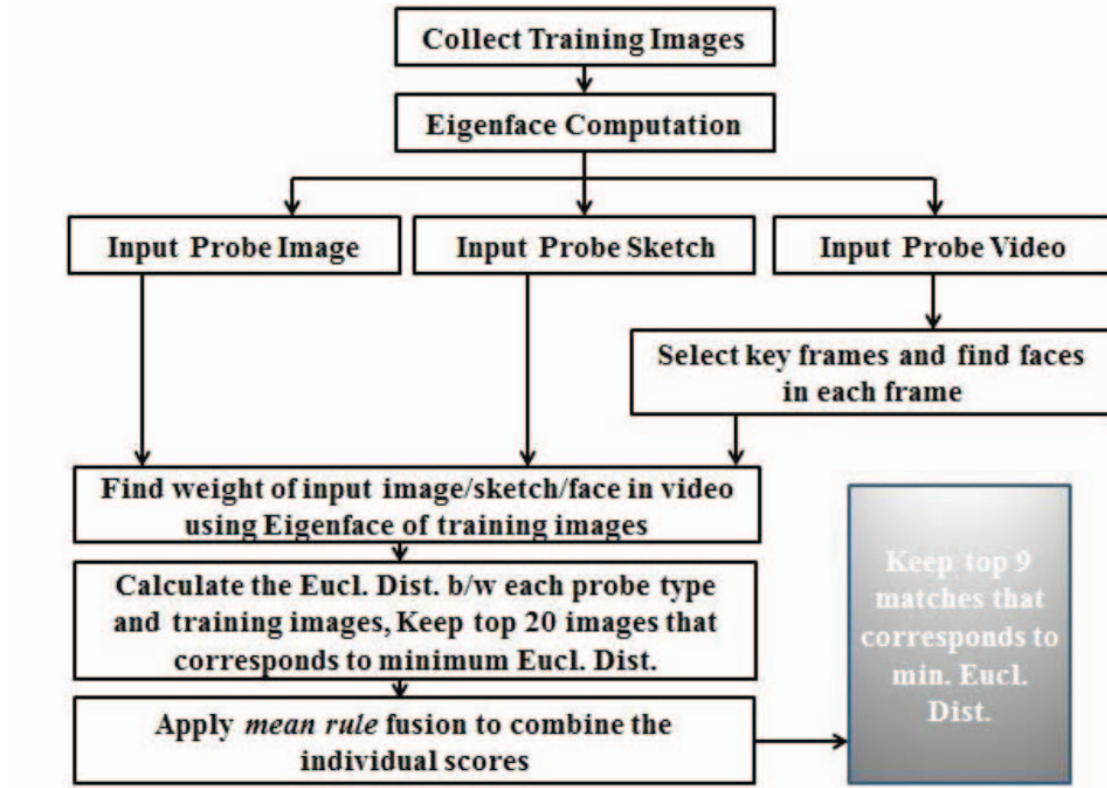 Collect Training Images
Eigenface Computation
Input Probe Image
Input Probe Sketch
Input Probe Video
Select key frames and find faces
in each frame
Find weight of input image/sketch/face in video
using Eigenface of training images
Calculate the Eucl. Dist. b/w each probe type
and training images, Keep top 20 images that
corresponds to minimum Eucl. Dist.
Apply mean rule fusion to combine the
individual scores
Keep top 9
matches that
corresponds to
min. Eucl.
Dist.